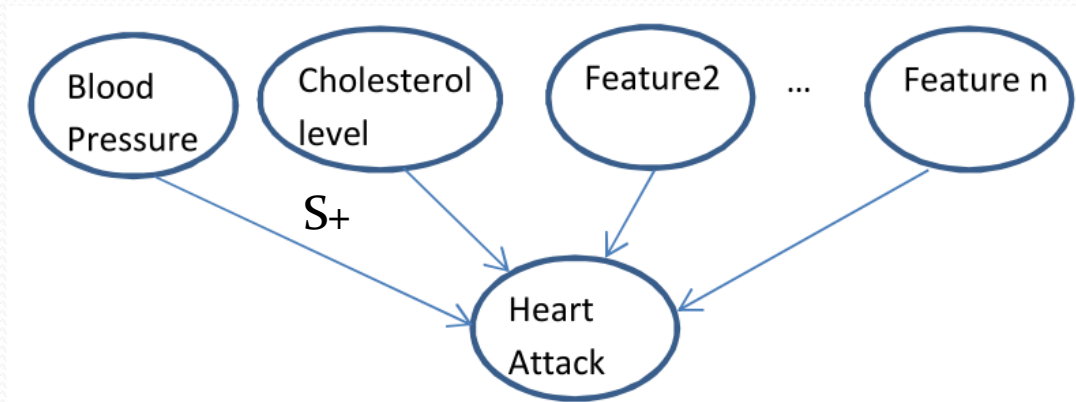 Blood
Pressure
Cholesterol
level
Feature2
...
Feature n
S+
Heart
Attack